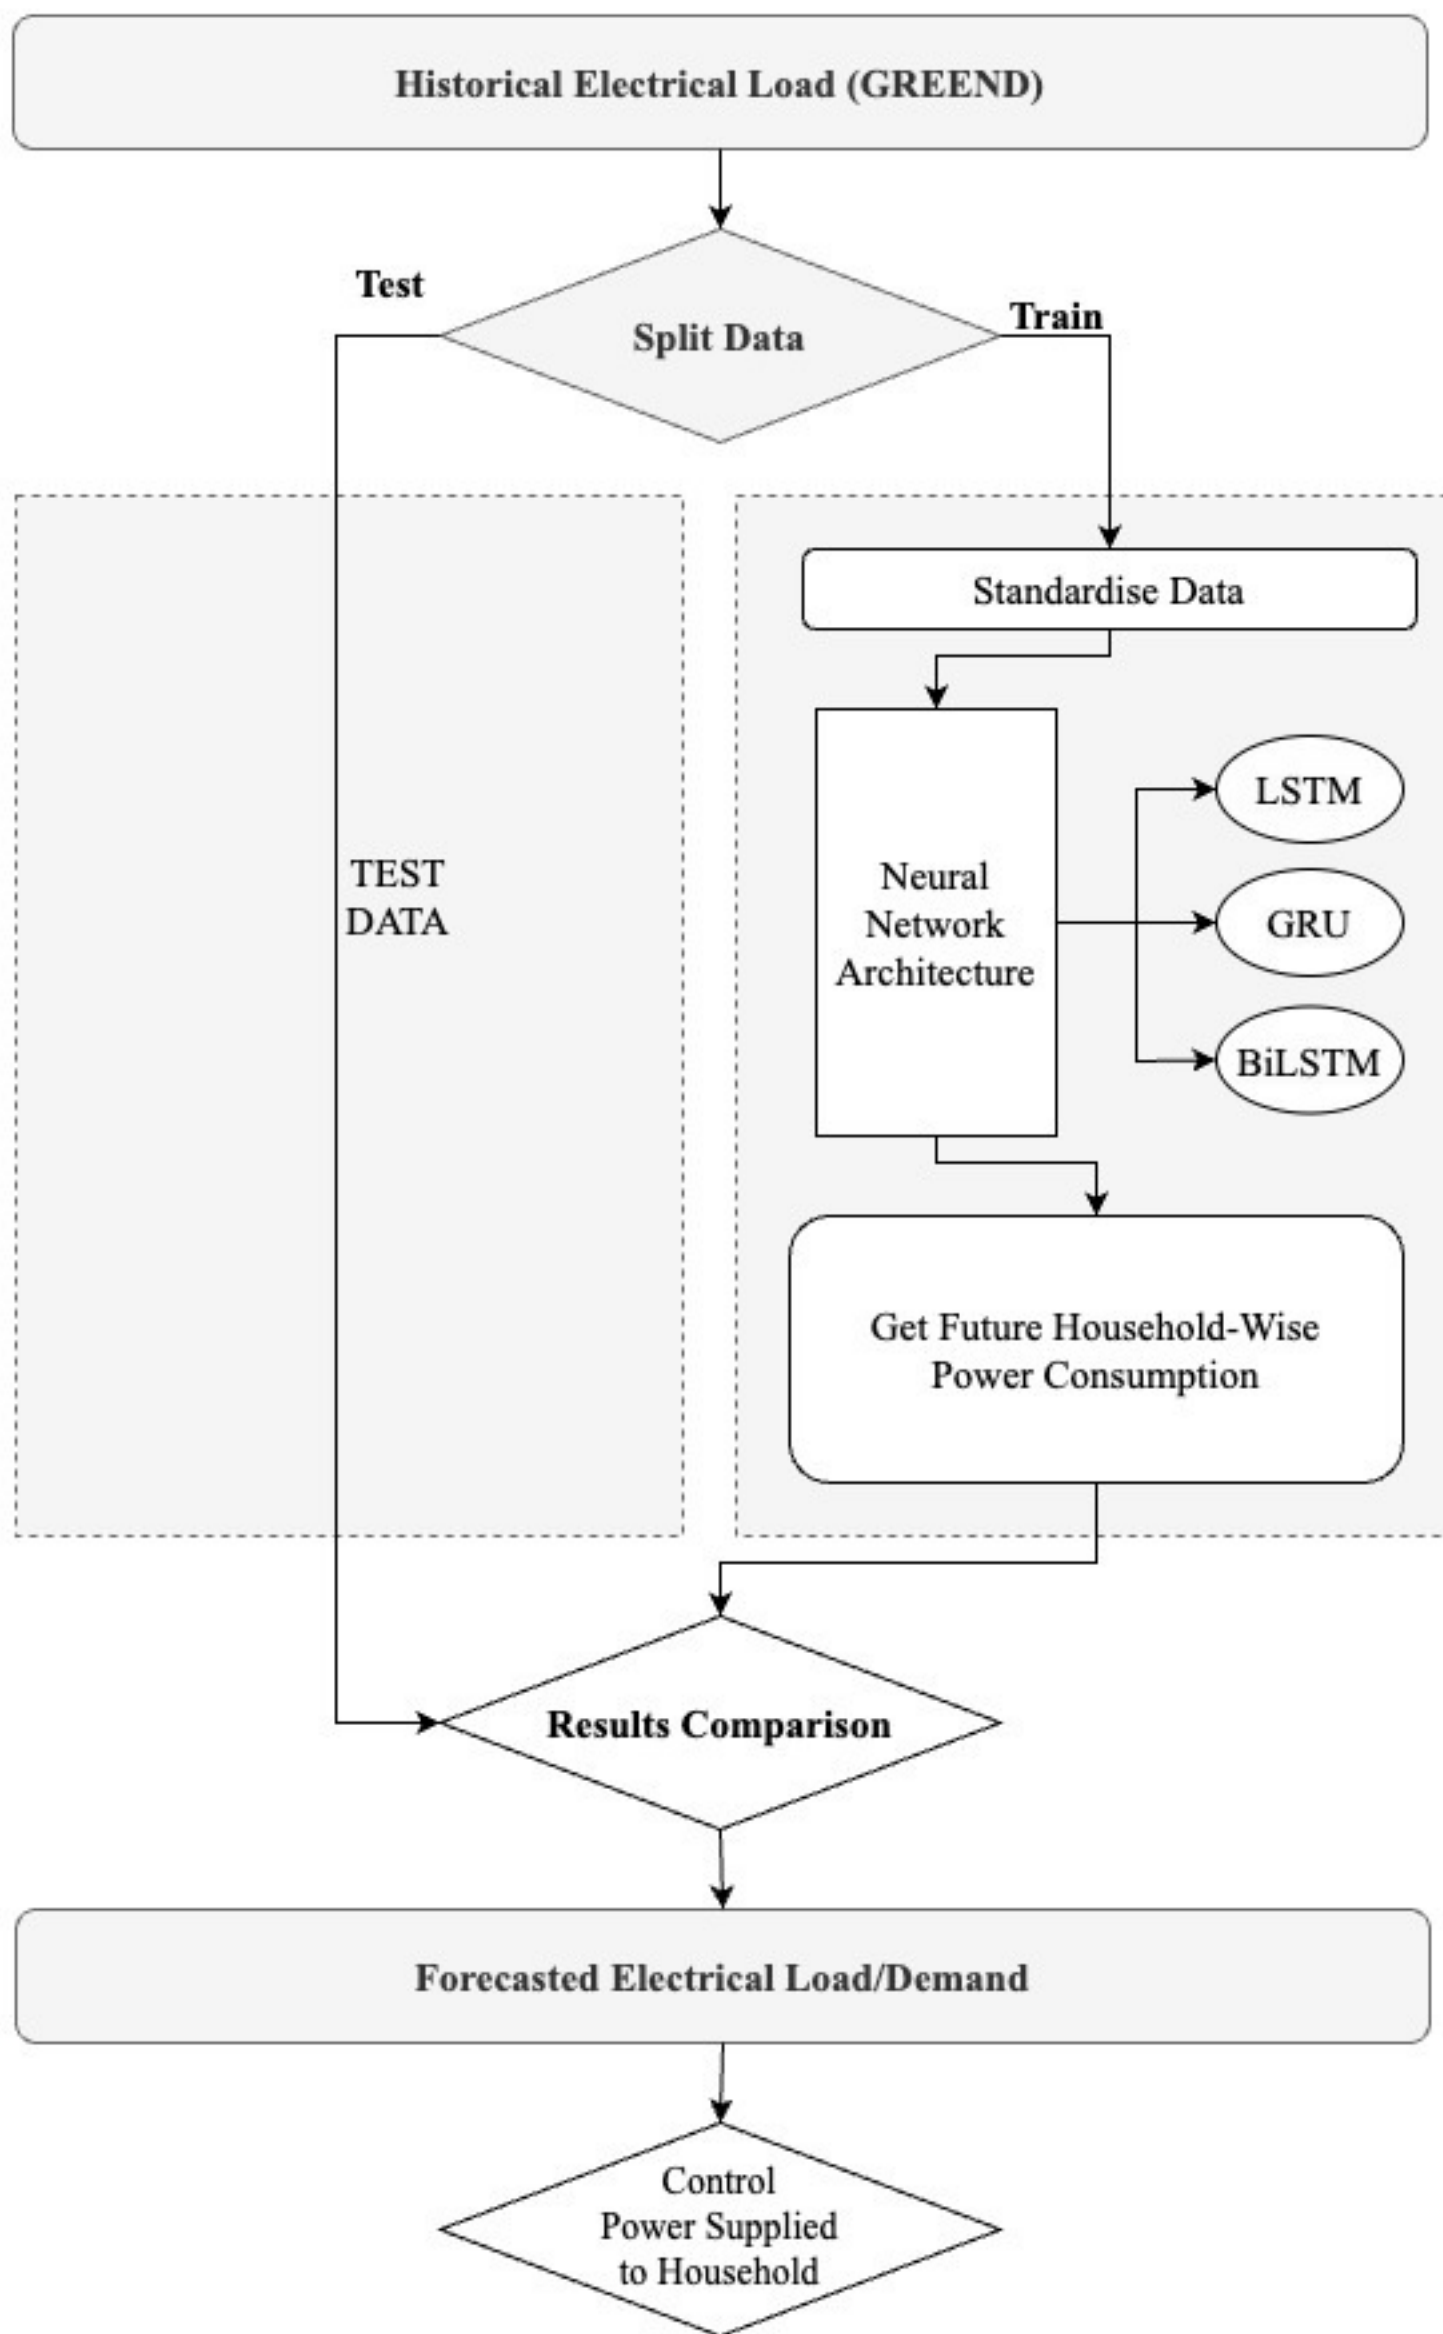 Historical Electrical Load (GREEND)
Test
Train
Split Data
Standardise Data
TEST
DATA
Neural
Network
Architecture
LSTM
GRU
BiLSTM
Get Future Household-Wise
Power Consumption
Results Comparison
Forecasted Electrical Load/Demand
Control
Power Supplied
to Household